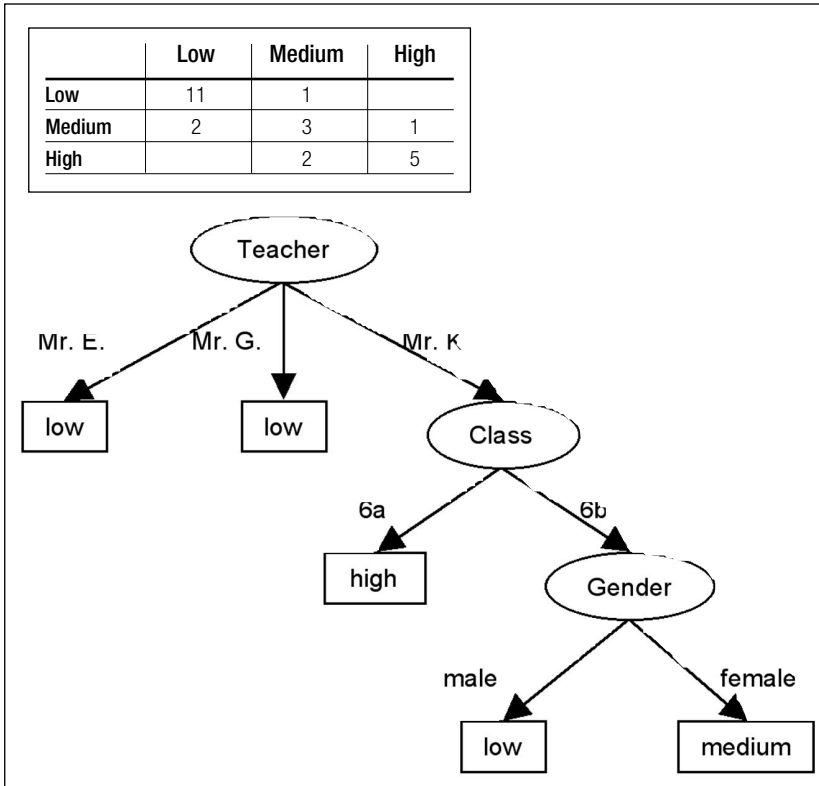 Low Medium High
Low 11 1
Medium 2 3 1
High 2 5
Teacher
Mr. E. Mr. G. Mr. K
low low Class
6a 6b
high Gender
male female
low medium